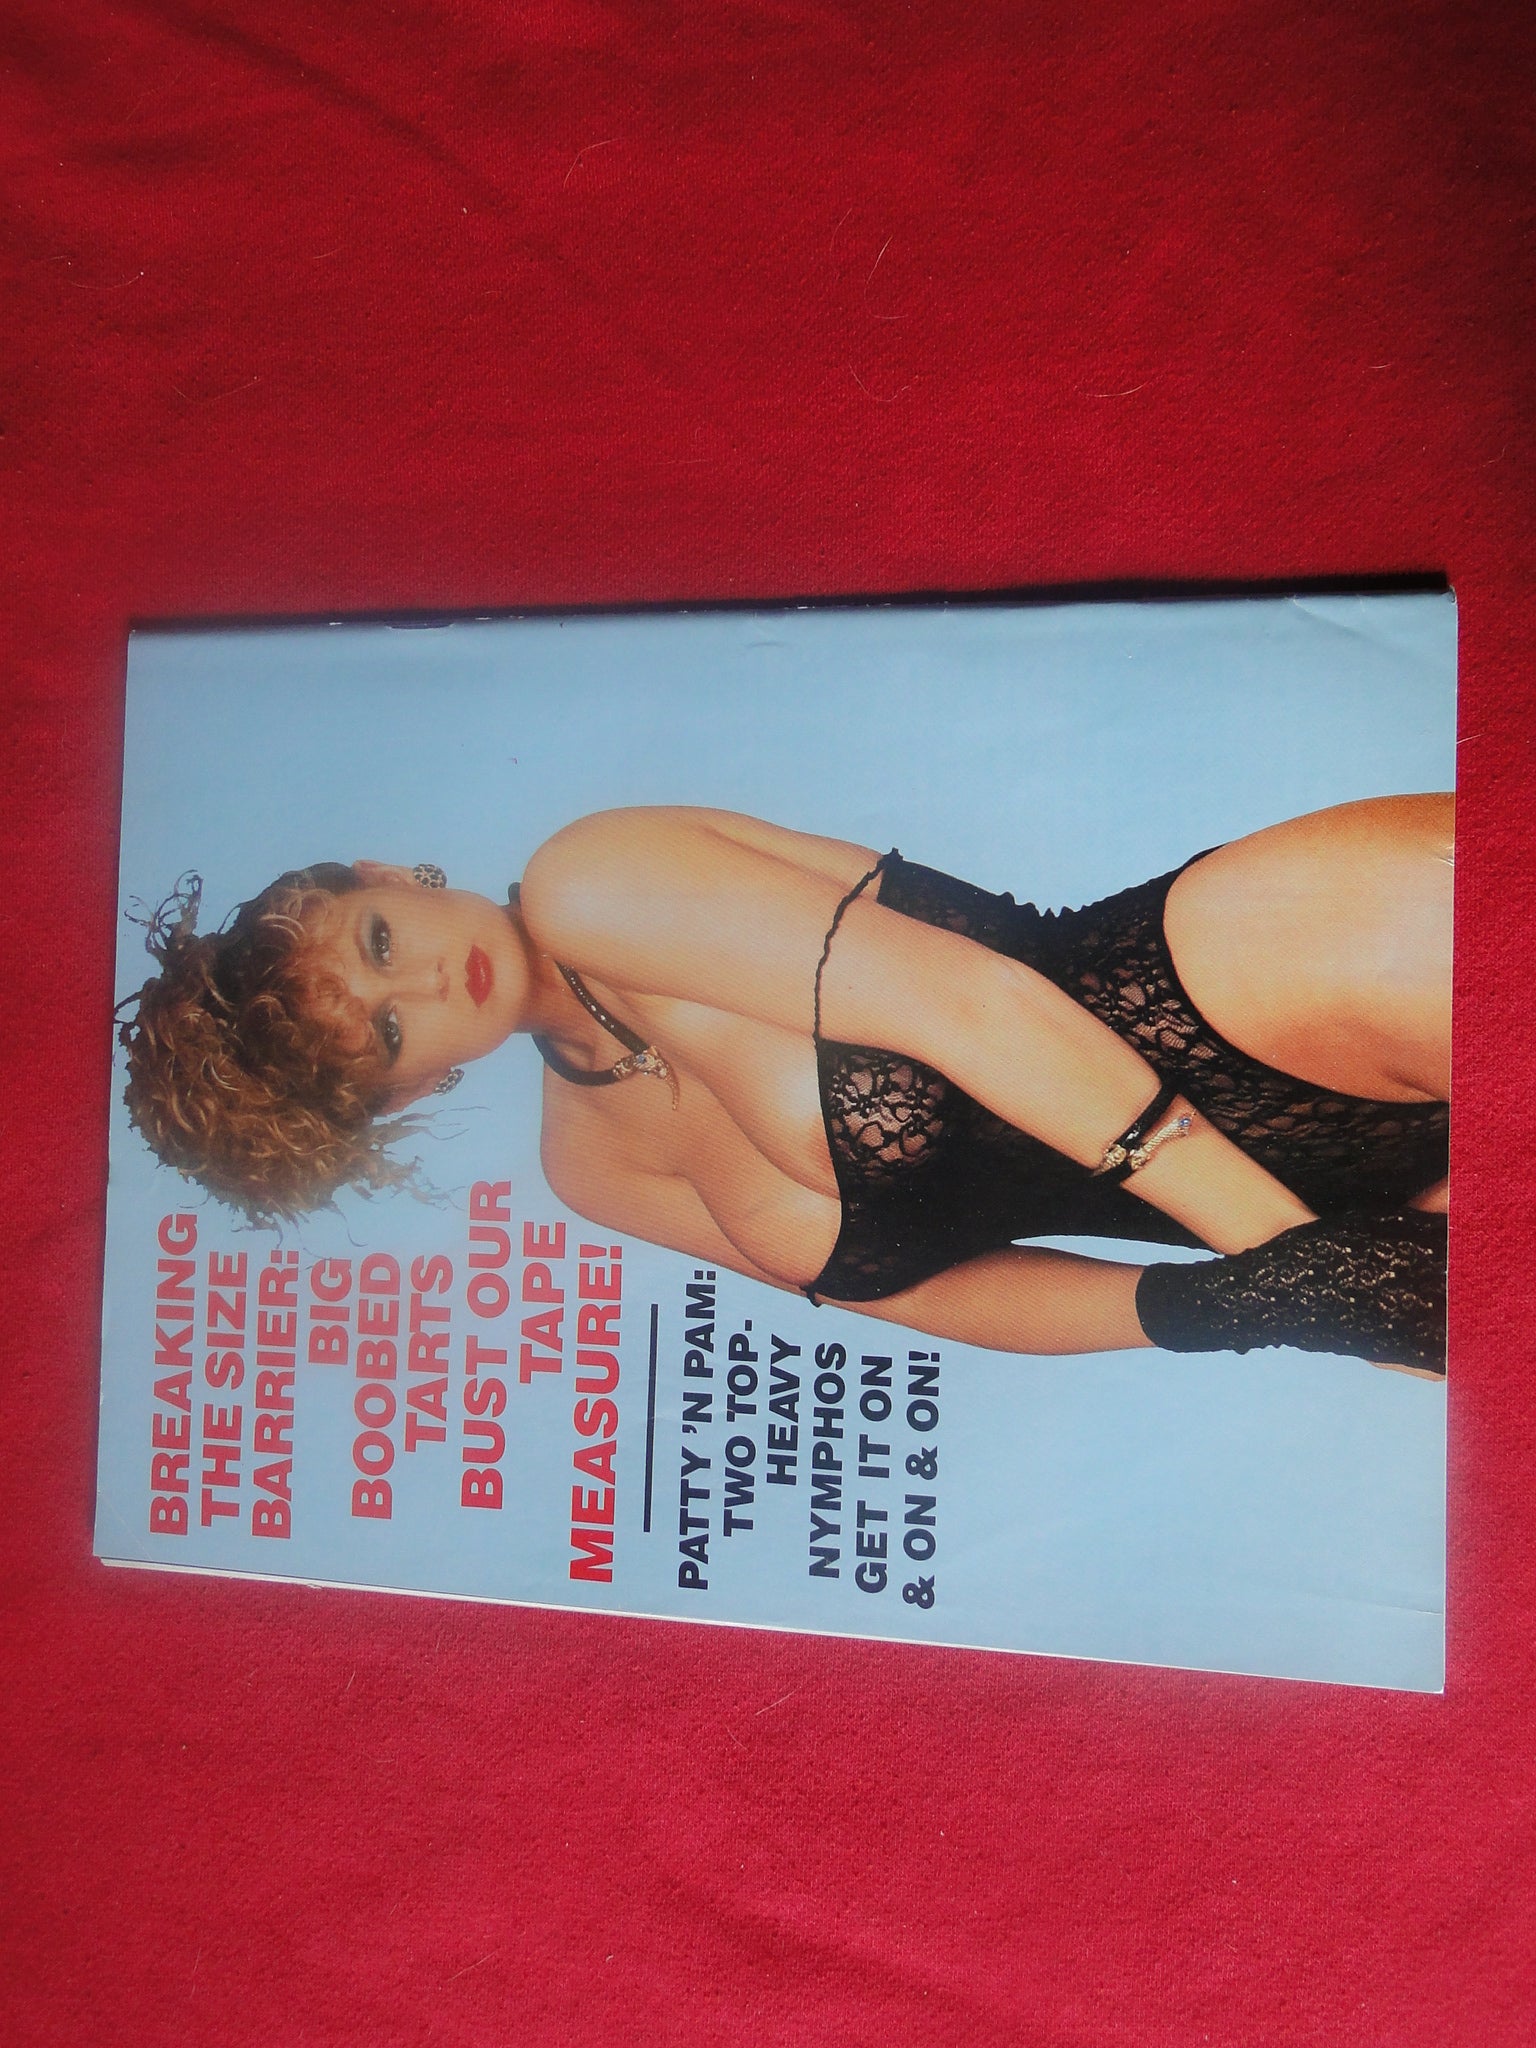 BREAKING
THE SIZE
BARRIER:
BIG
BOOBED
TARTS
BUST OUR
TAPE
MEASURE!
PATTY 'N PAM:
TWO TOP-
HEAVY
NYMPHOS
GET IT ON
& ON & ON!